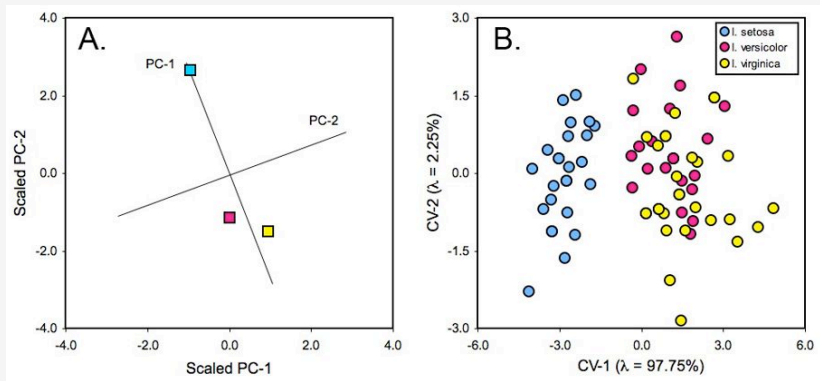 A.
PC-1
PC-2
4.0
2.0
0.0
-2.0
-4.0
Scaled PC-2
-4.0
-2.0
0.0
2.0
4.0
Scaled PC-1
B.
I. setosa
I. versicolor
I. virginica
3.0
1.5
0.0
-1.5
-3.0
CV-2 (λ = 2.25%)
-6.0
-3.0
0.0
3.0
6.0
CV-1 (λ = 97.75%)